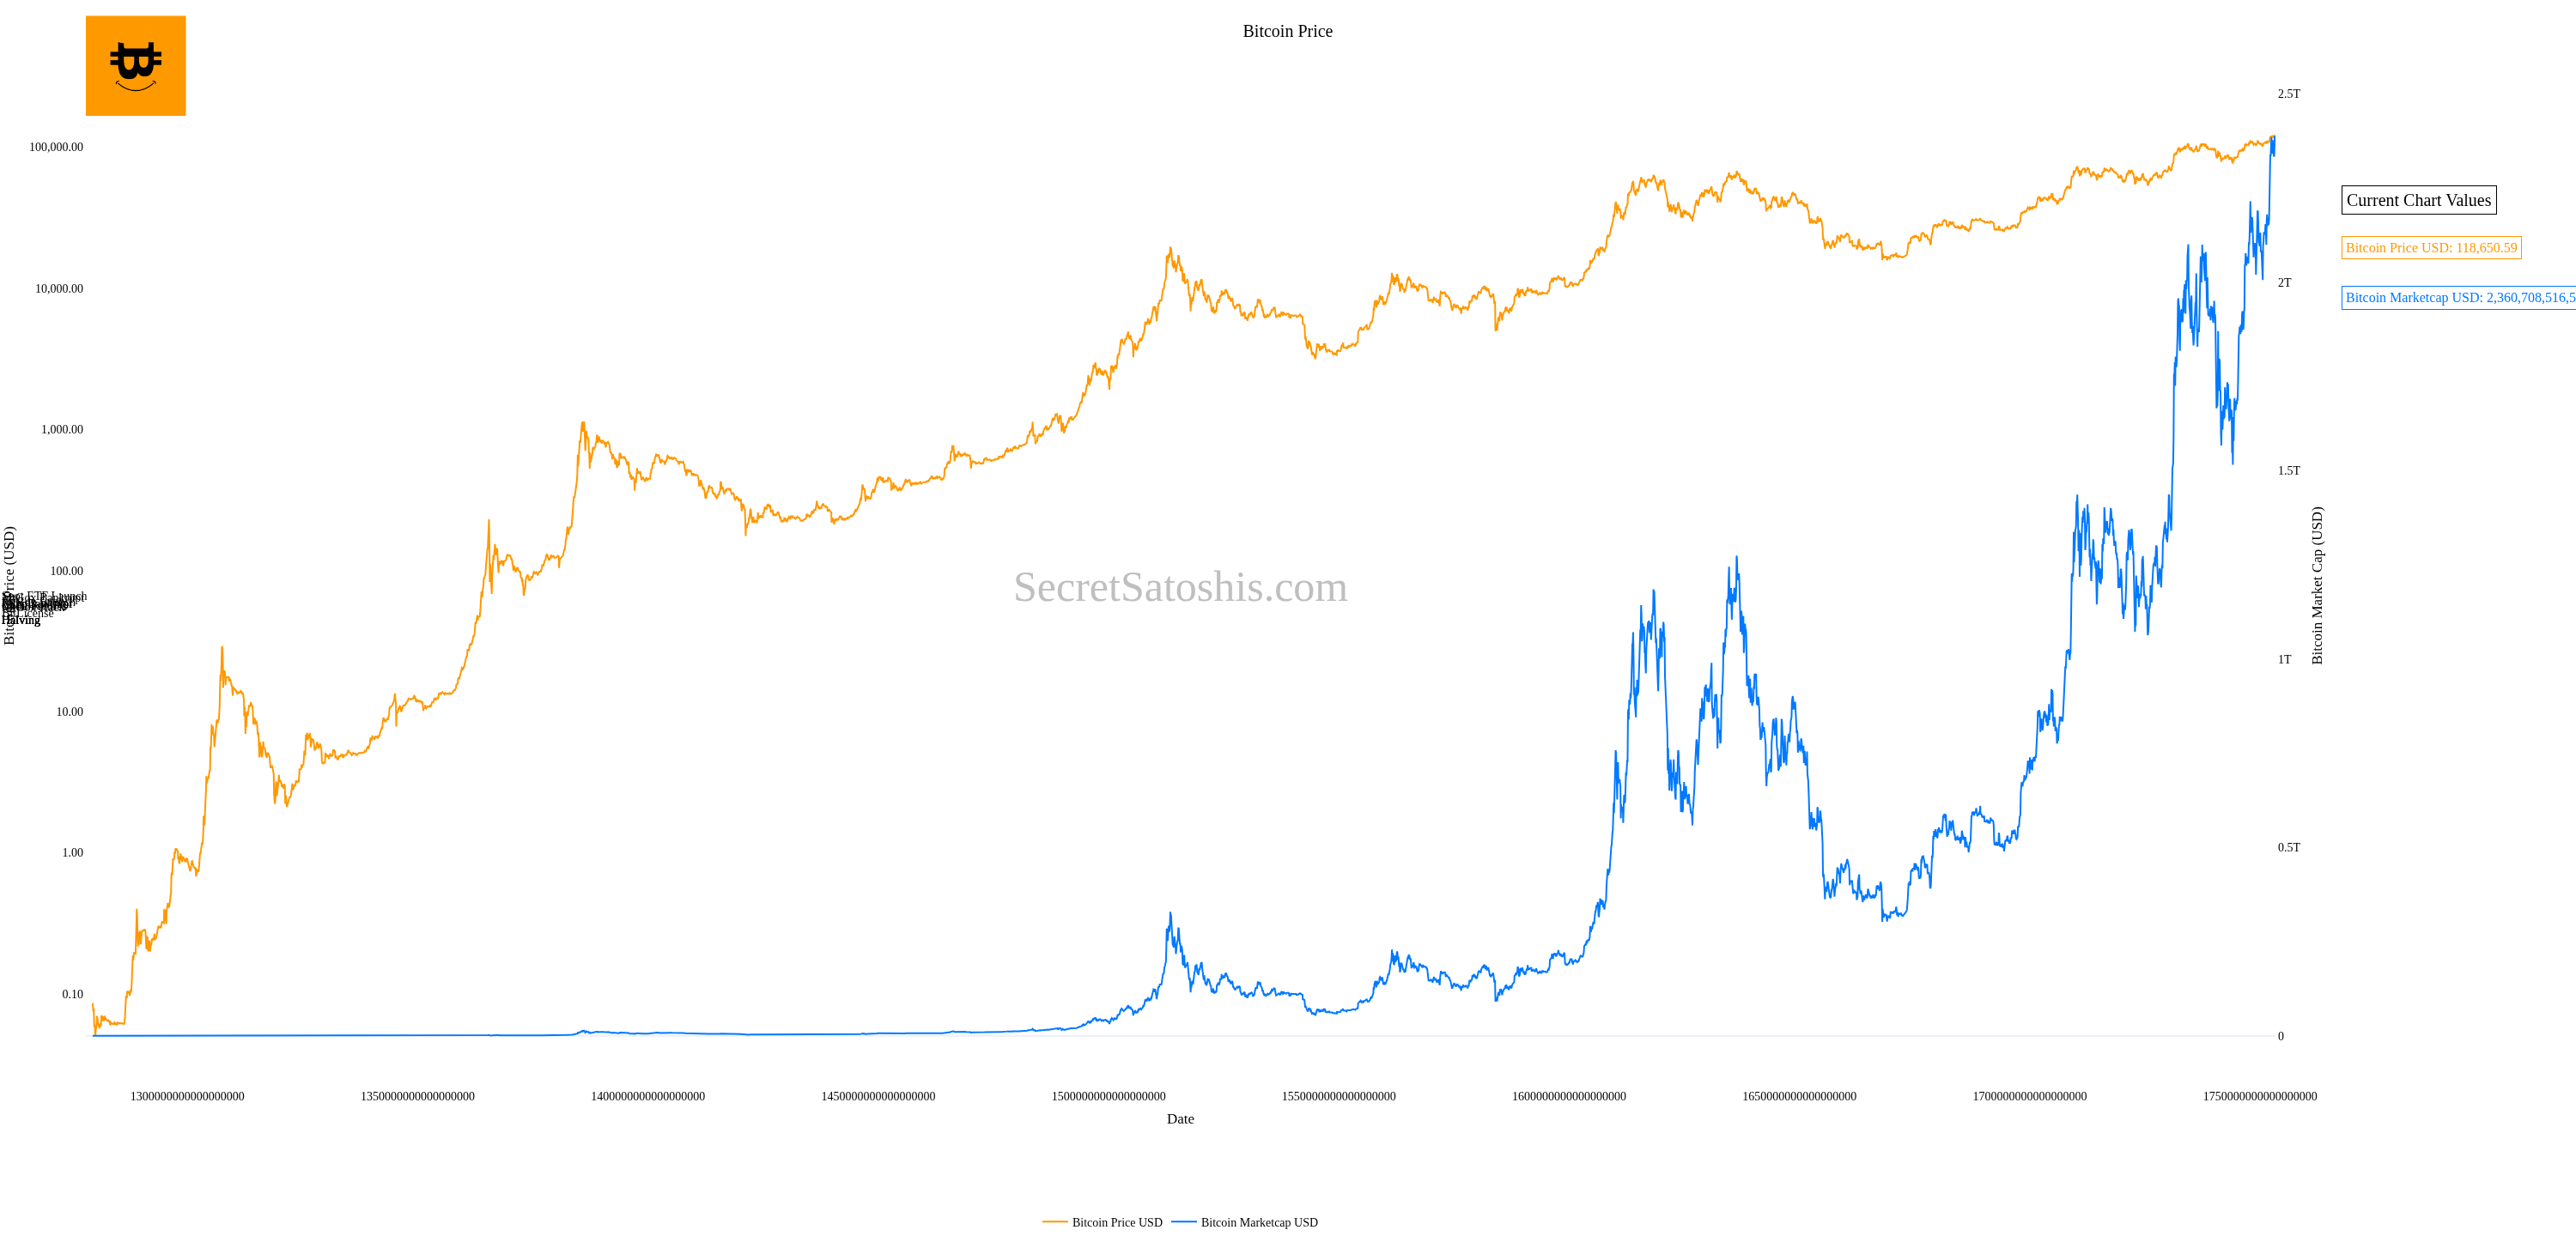 Bitcoin Price
2.5T
100,000.00
Current Chart Values
Bitcoin Price USD: 118,650.59
10,000.00
2T
Bitcoin Marketcap USD: 2,360,708,516,5
1,000.00
1.5T
100.00
SecretSatoshis.com
Bitcoin Market Cap (USD)
Halving
1T
10.00
1.00
0.5T
0.10
0
1300000000000000000
1350000000000000000
1400000000000000000
1450000000000000000
1500000000000000000
1550000000000000000
1600000000000000000
1650000000000000000
1700000000000000000
1750000000000000000
Date
Bitcoin Price USD
Bitcoin Marketcap USD